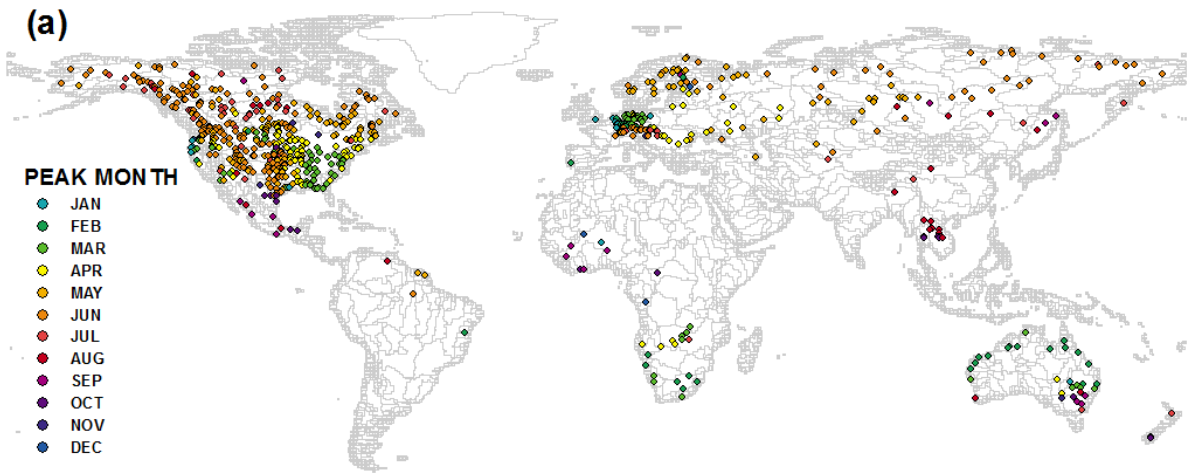 (a)
PEAK MONTH
JAN
FEB
MAR
APR
MAY
JUN
JUL
AUG
SEP
OCT
NOV
DEC